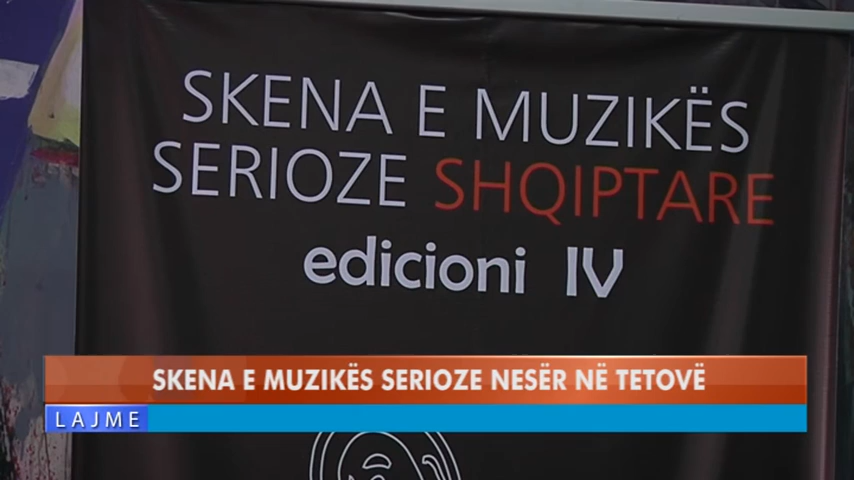 SKENA E MUZIKËS
SERIOZE SHQIPTARE
edicioni IV
SKENA E MUZIKËS SERIOZE NESËR NË TETOVË
LAJME